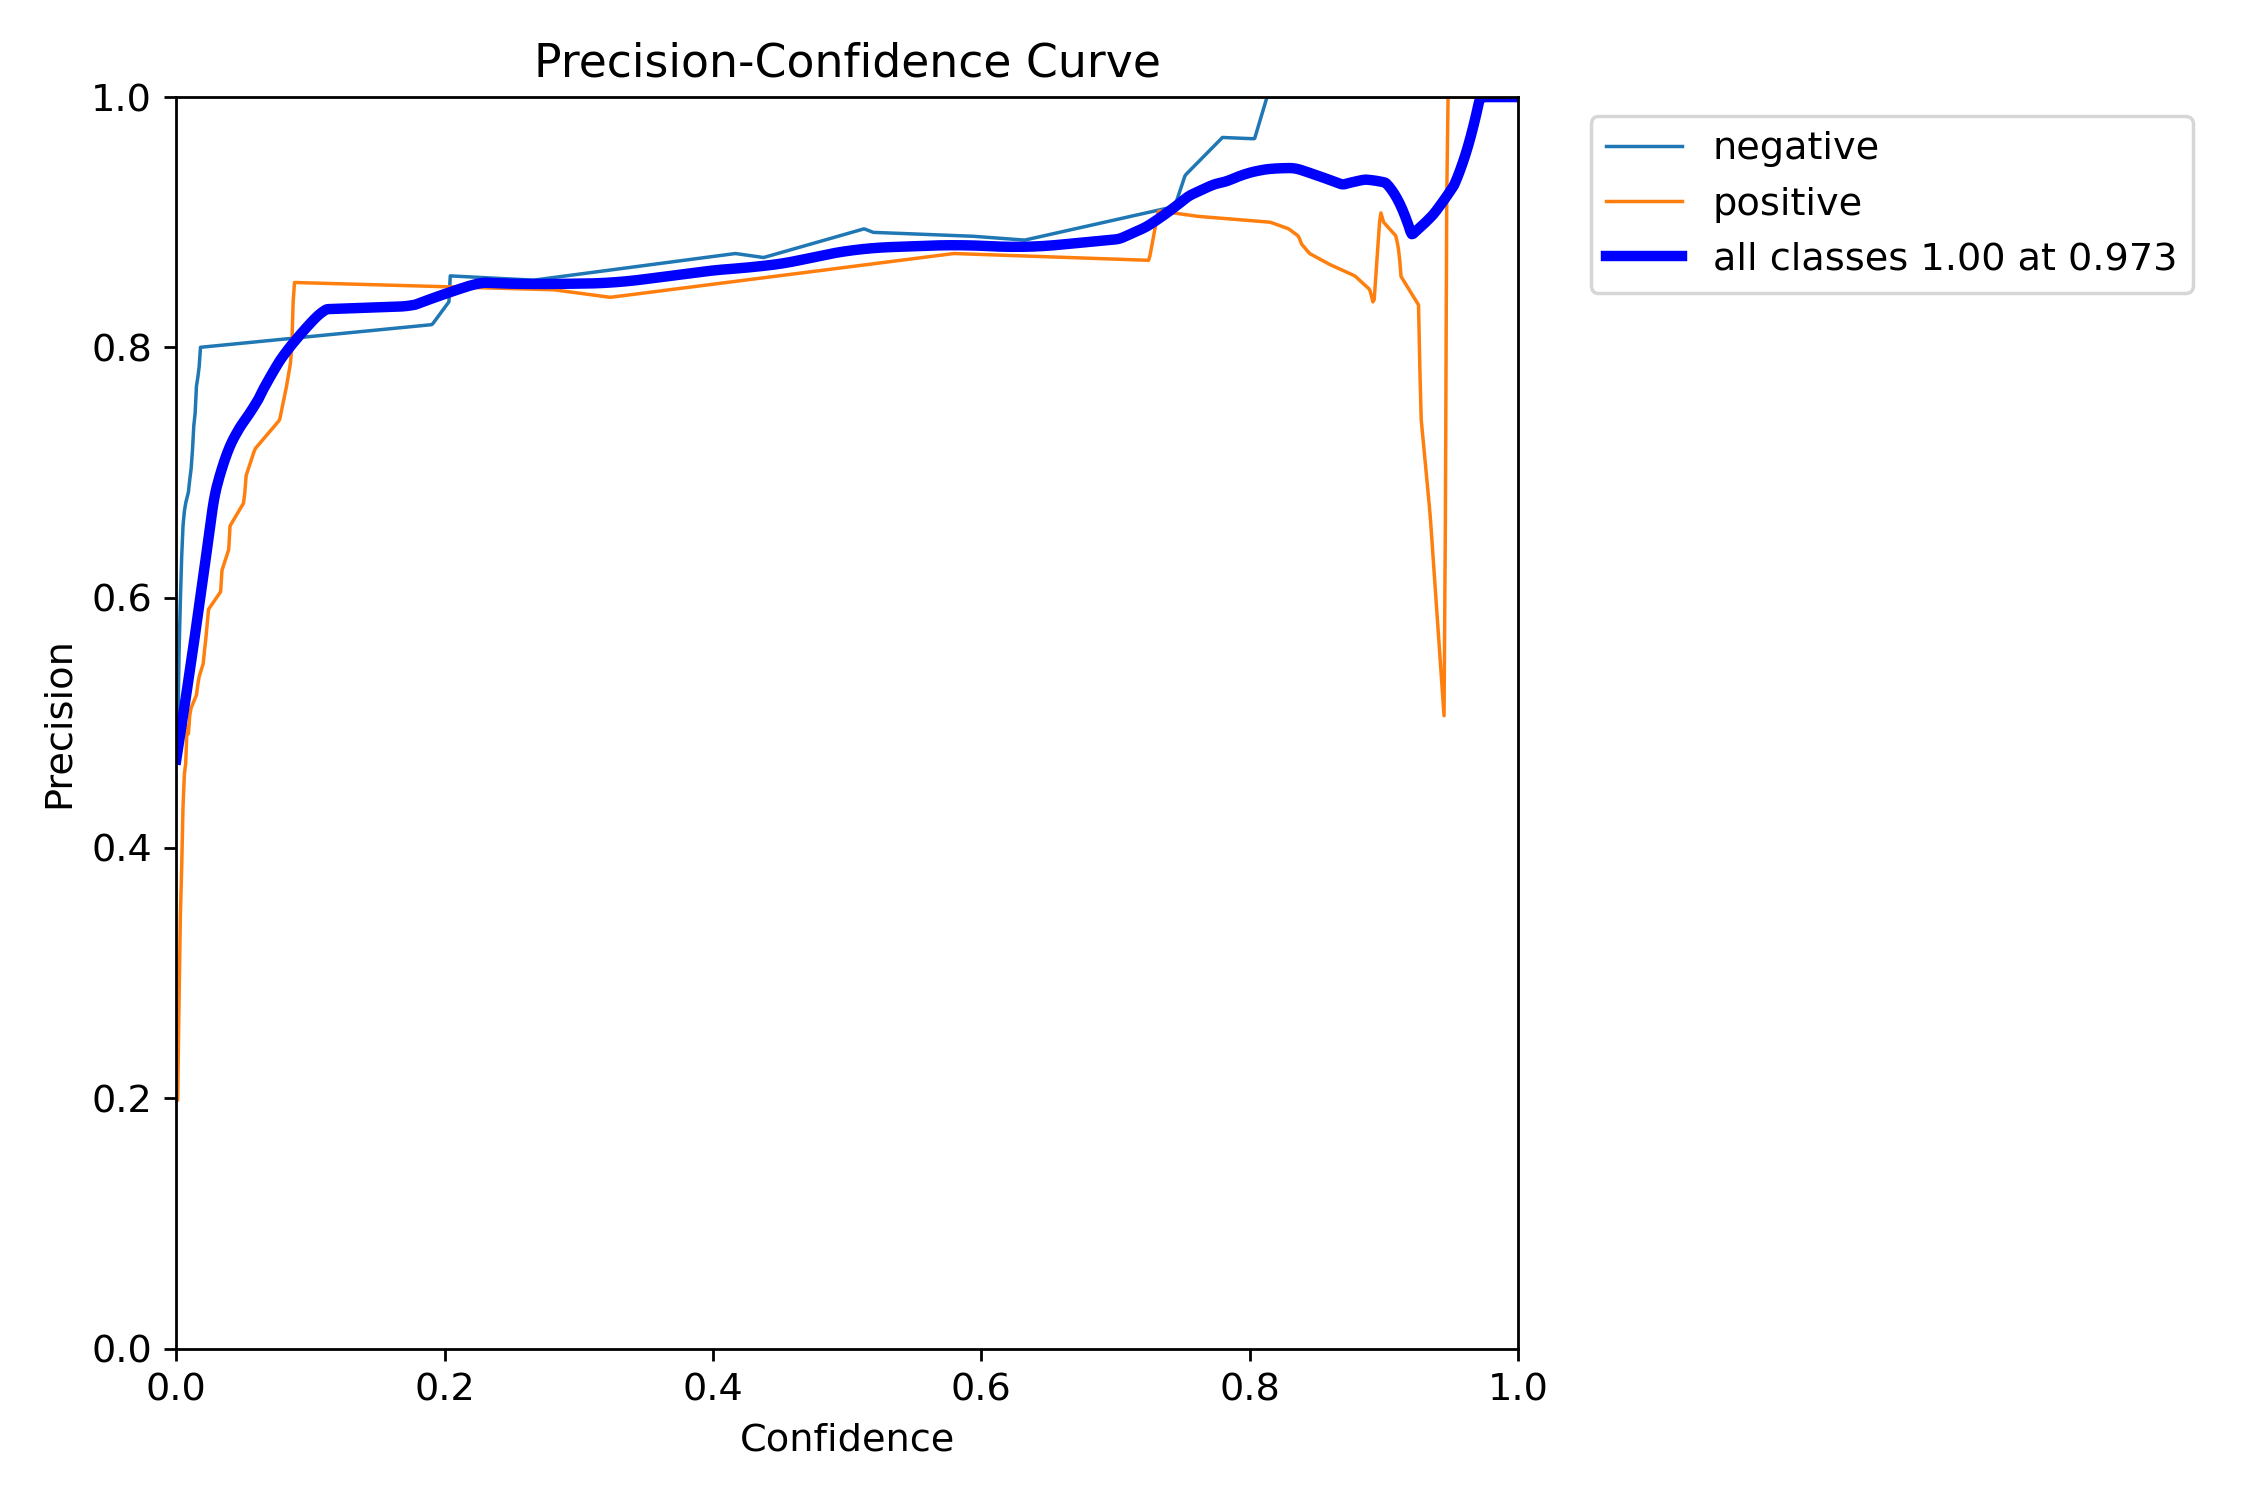 Precision-Confidence Curve
1.0
0.8
0.6
0.4
0.2
0.0
Precision
0.0 0.2 0.4 0.6 0.8 1.0
Confidence
negative
positive
all classes 1.00 at 0.973